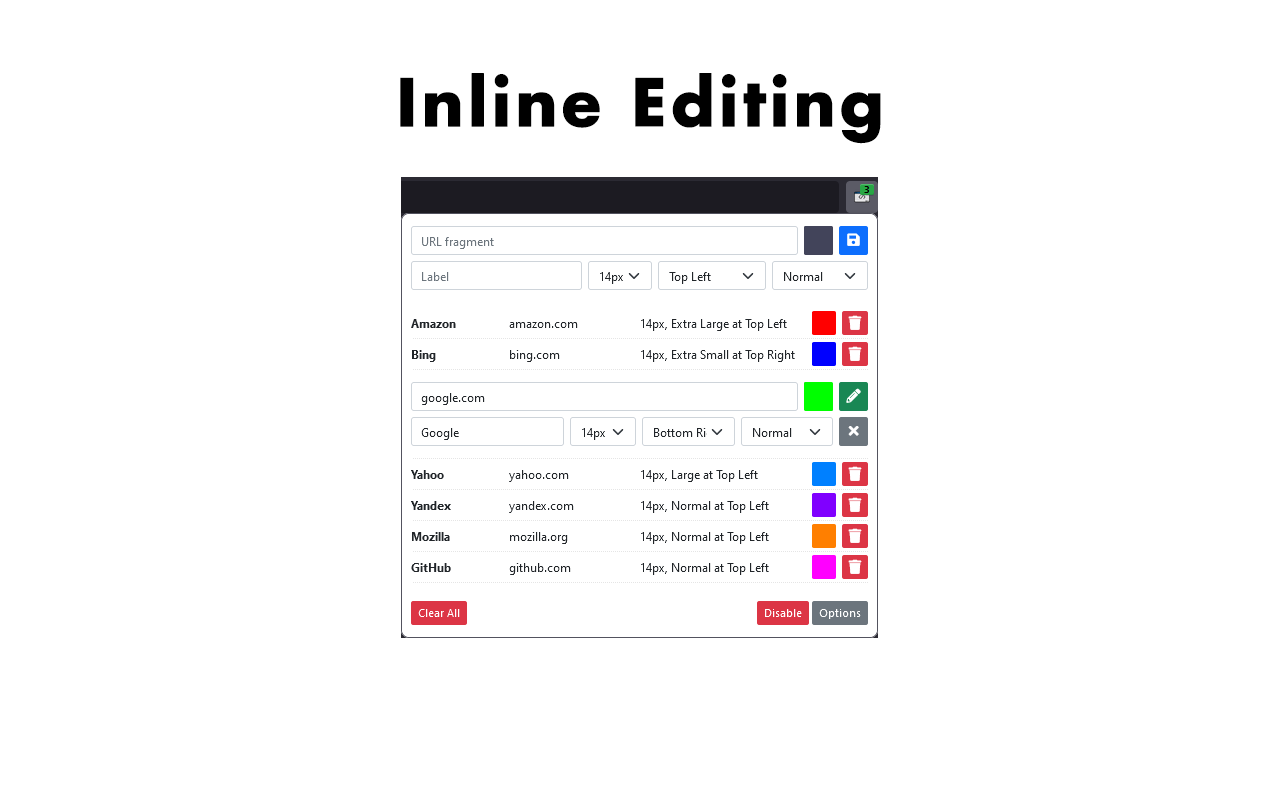 Inline Editing
3
URL fragment
Label 14px Top Left Normal
Amazon amazon.com 14px, Extra Large at Top Left
Bing bing.com 14px, Extra Small at Top Right
google.com
Google 14px Bottom Ri Normal
Yahoo yahoo.com 14px, Large at Top Left
Yandex yandex.com 14px, Normal at Top Left
Mozilla mozilla.org 14px, Normal at Top Left
GitHub github.com 14px, Normal at Top Left
Clear All Disable Options